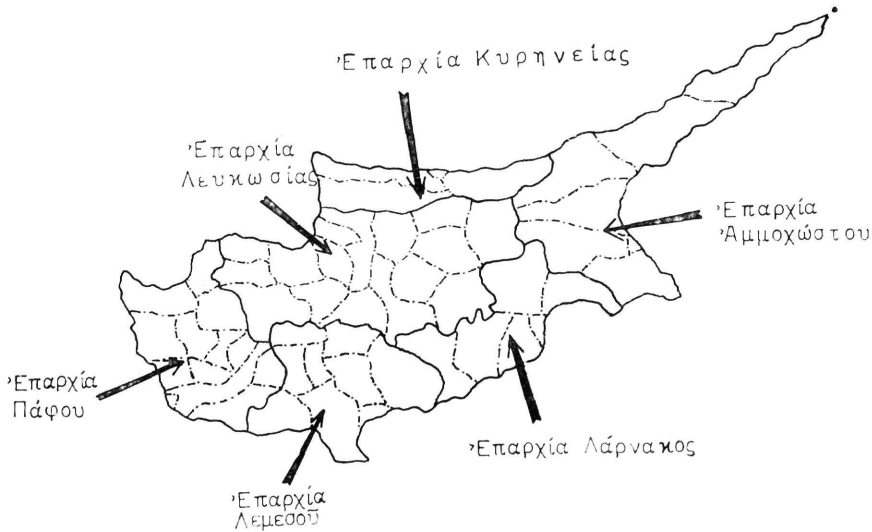 Ἐπαρχία Κυρηνείας
Ἐπαρχία
Λευκωσίας
Ἐπαρχία
Ἀμμοχώστου
Ἐπαρχία
Πάφου
Ἐπαρχία Λάρνακος
Ἐπαρχία
Λεμεσοῦ